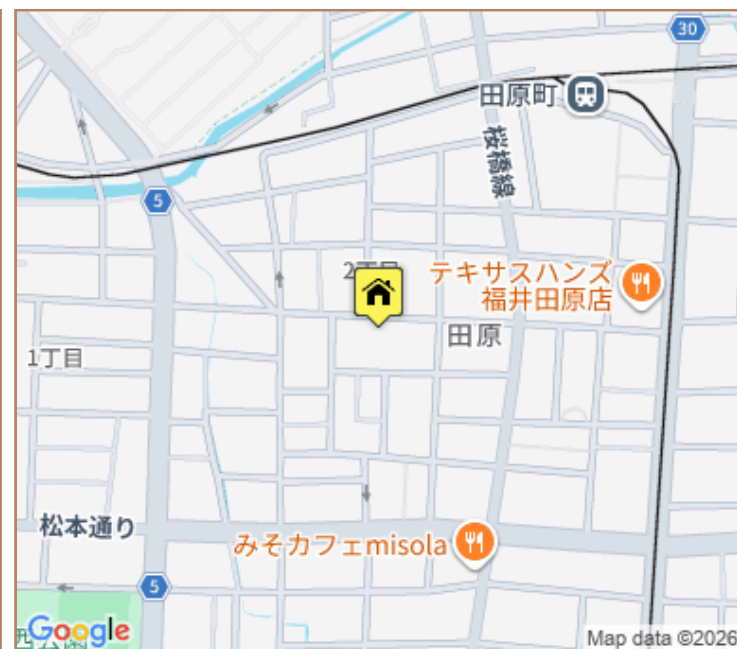 30
田原町
桜橋線
5
2丁目
テキサスハンズ
福井田原店
田原
1丁目
松本通り
みそカフェmisola
5
Google
Map data ©2026